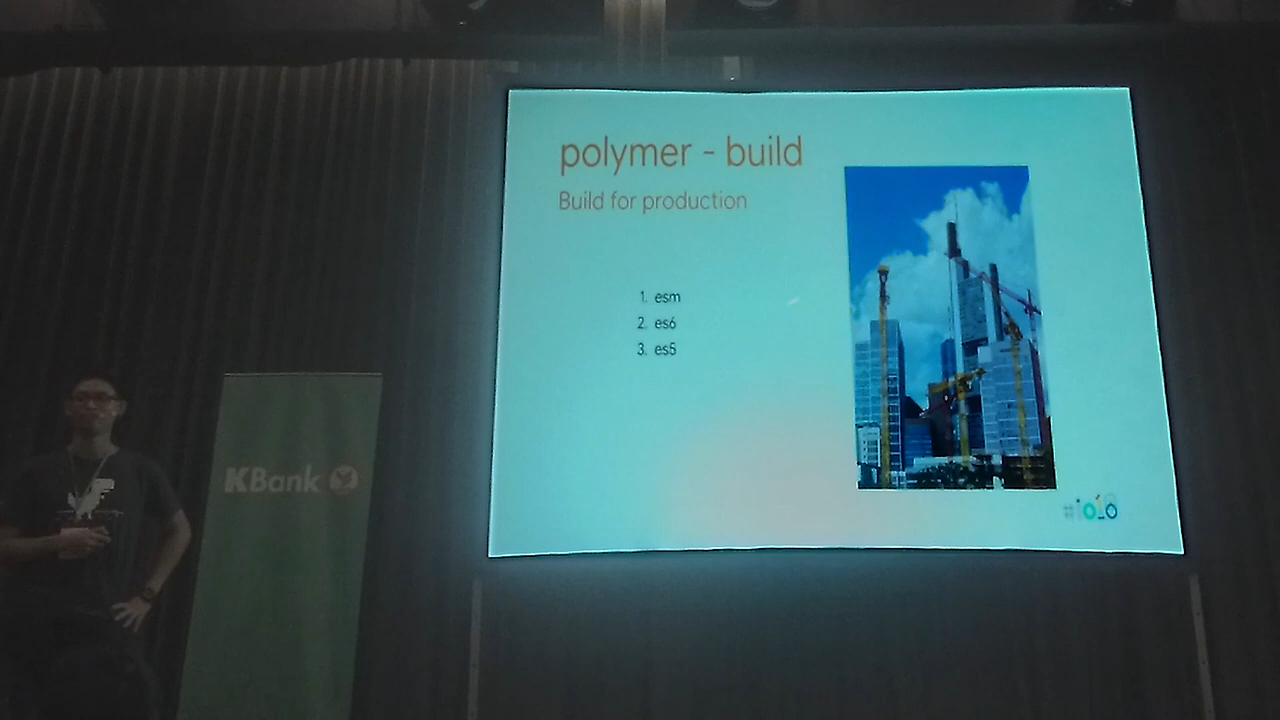 polymer - build
Build for production
1. esm
2. es6
3. es5
KBank
#io18